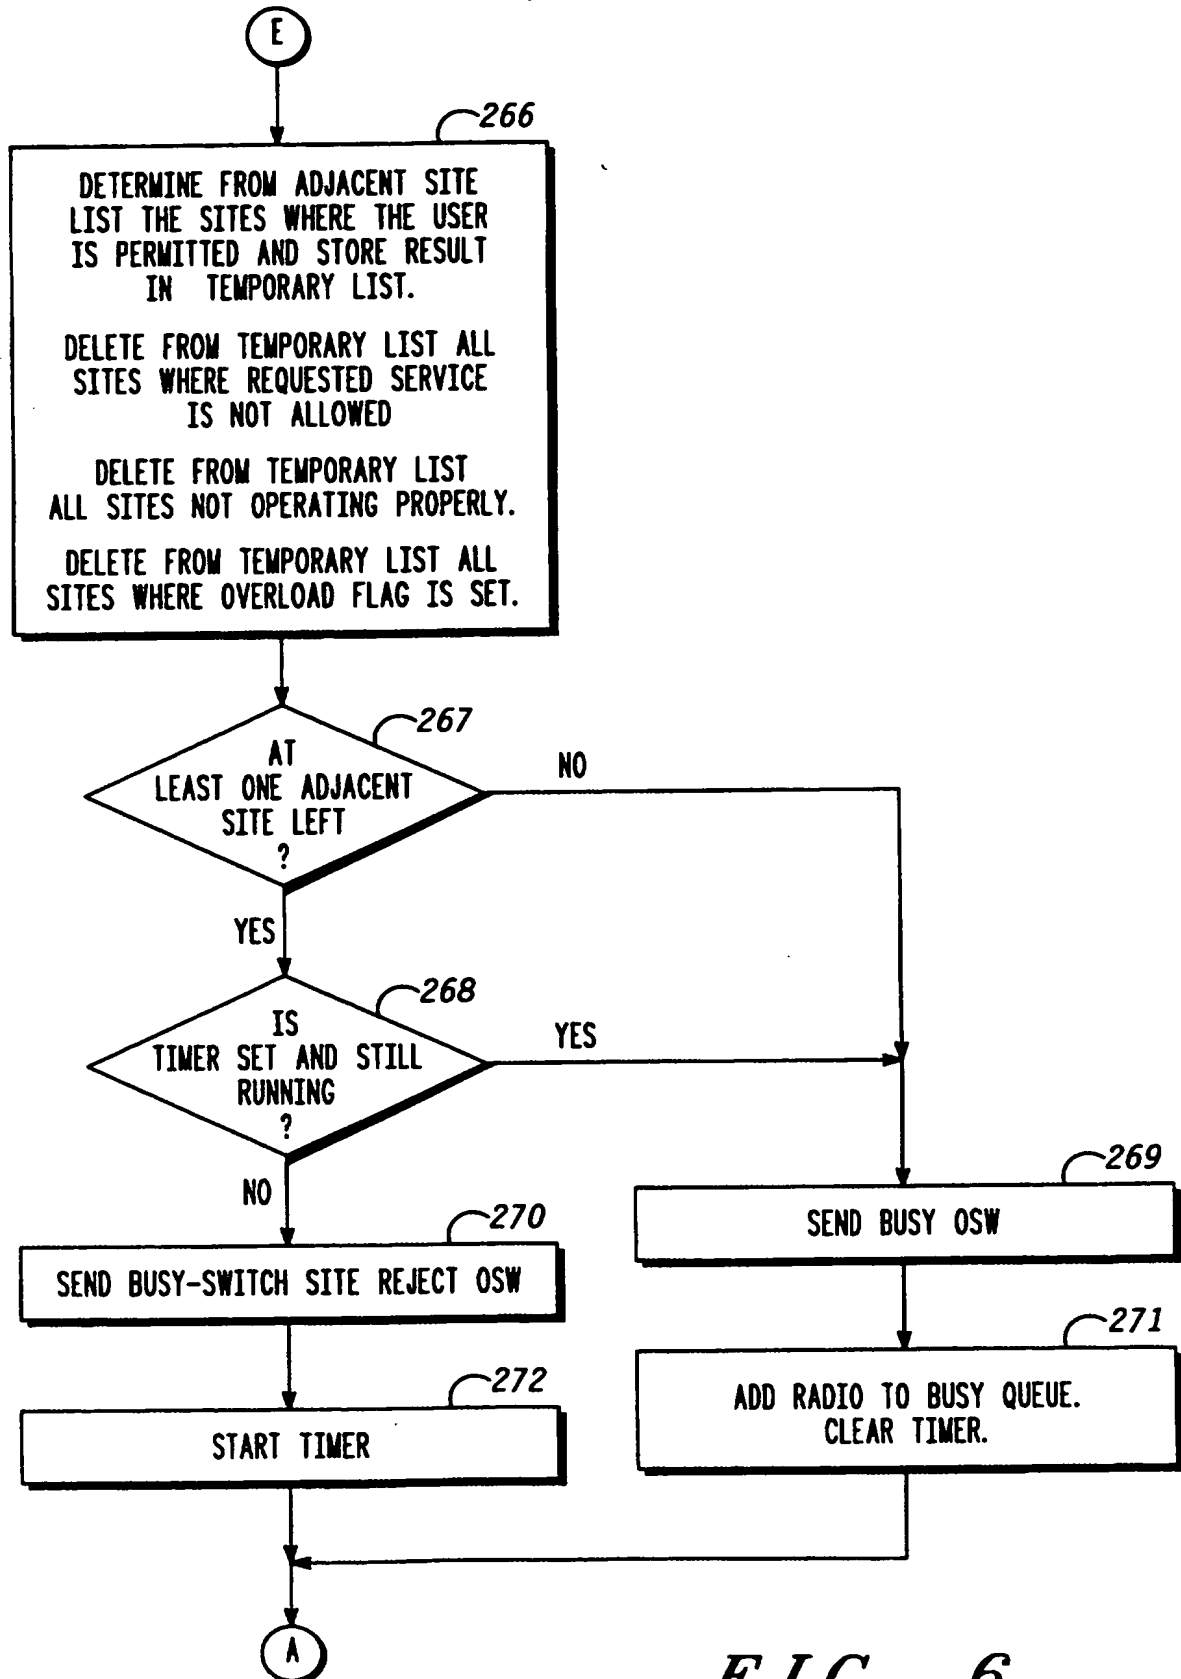 E
266
DETERMINE FROM ADJACENT SITE
LIST THE SITES WHERE THE USER
IS PERMITTED AND STORE RESULT
IN TEMPORARY LIST.
DELETE FROM TEMPORARY LIST ALL
SITES WHERE REQUESTED SERVICE
IS NOT ALLOWED
DELETE FROM TEMPORARY LIST
ALL SITES NOT OPERATING PROPERLY.
DELETE FROM TEMPORARY LIST ALL
SITES WHERE OVERLOAD FLAG IS SET.
267
AT
LEAST ONE ADJACENT
SITE LEFT
?
NO
YES
268
IS
TIMER SET AND STILL
RUNNING
?
YES
NO
269
SEND BUSY OSW
270
SEND BUSY-SWITCH SITE REJECT OSW
271
ADD RADIO TO BUSY QUEUE.
CLEAR TIMER.
272
START TIMER
A
FIG. 6